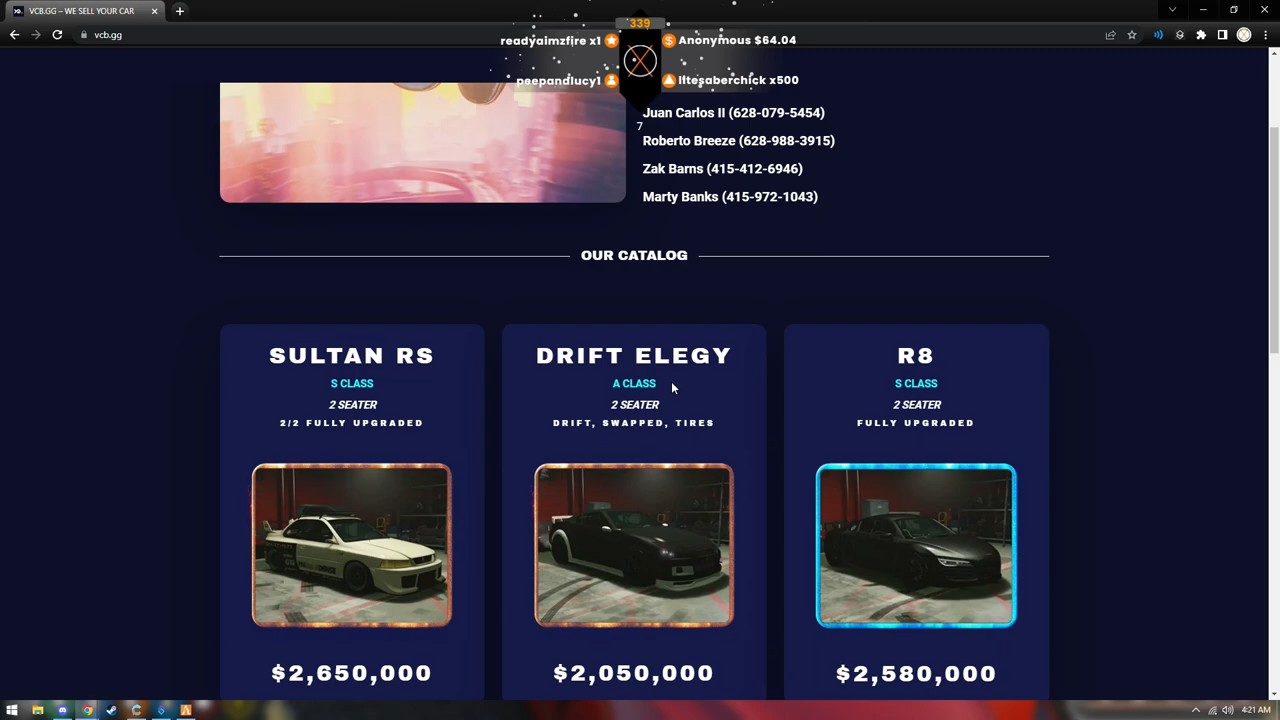 VCB.GG – WE SELL YOUR CAR
vcb.gg
339
readyaimzfire x1
Anonymous $64.04
peepandlucy1
littesaberchick x500
7
Juan Carlos II (628-079-5454)
Roberto Breeze (628-988-3915)
Zak Barns (415-412-6946)
Marty Banks (415-972-1043)
OUR CATALOG
SULTAN RS
S CLASS
2 SEATER
2/2 FULLY UPGRADED
$2,650,000
DRIFT ELEGY
A CLASS
2 SEATER
DRIFT, SWAPPED, TIRES
$2,050,000
R8
S CLASS
2 SEATER
FULLY UPGRADED
$2,580,000
4:21 AM